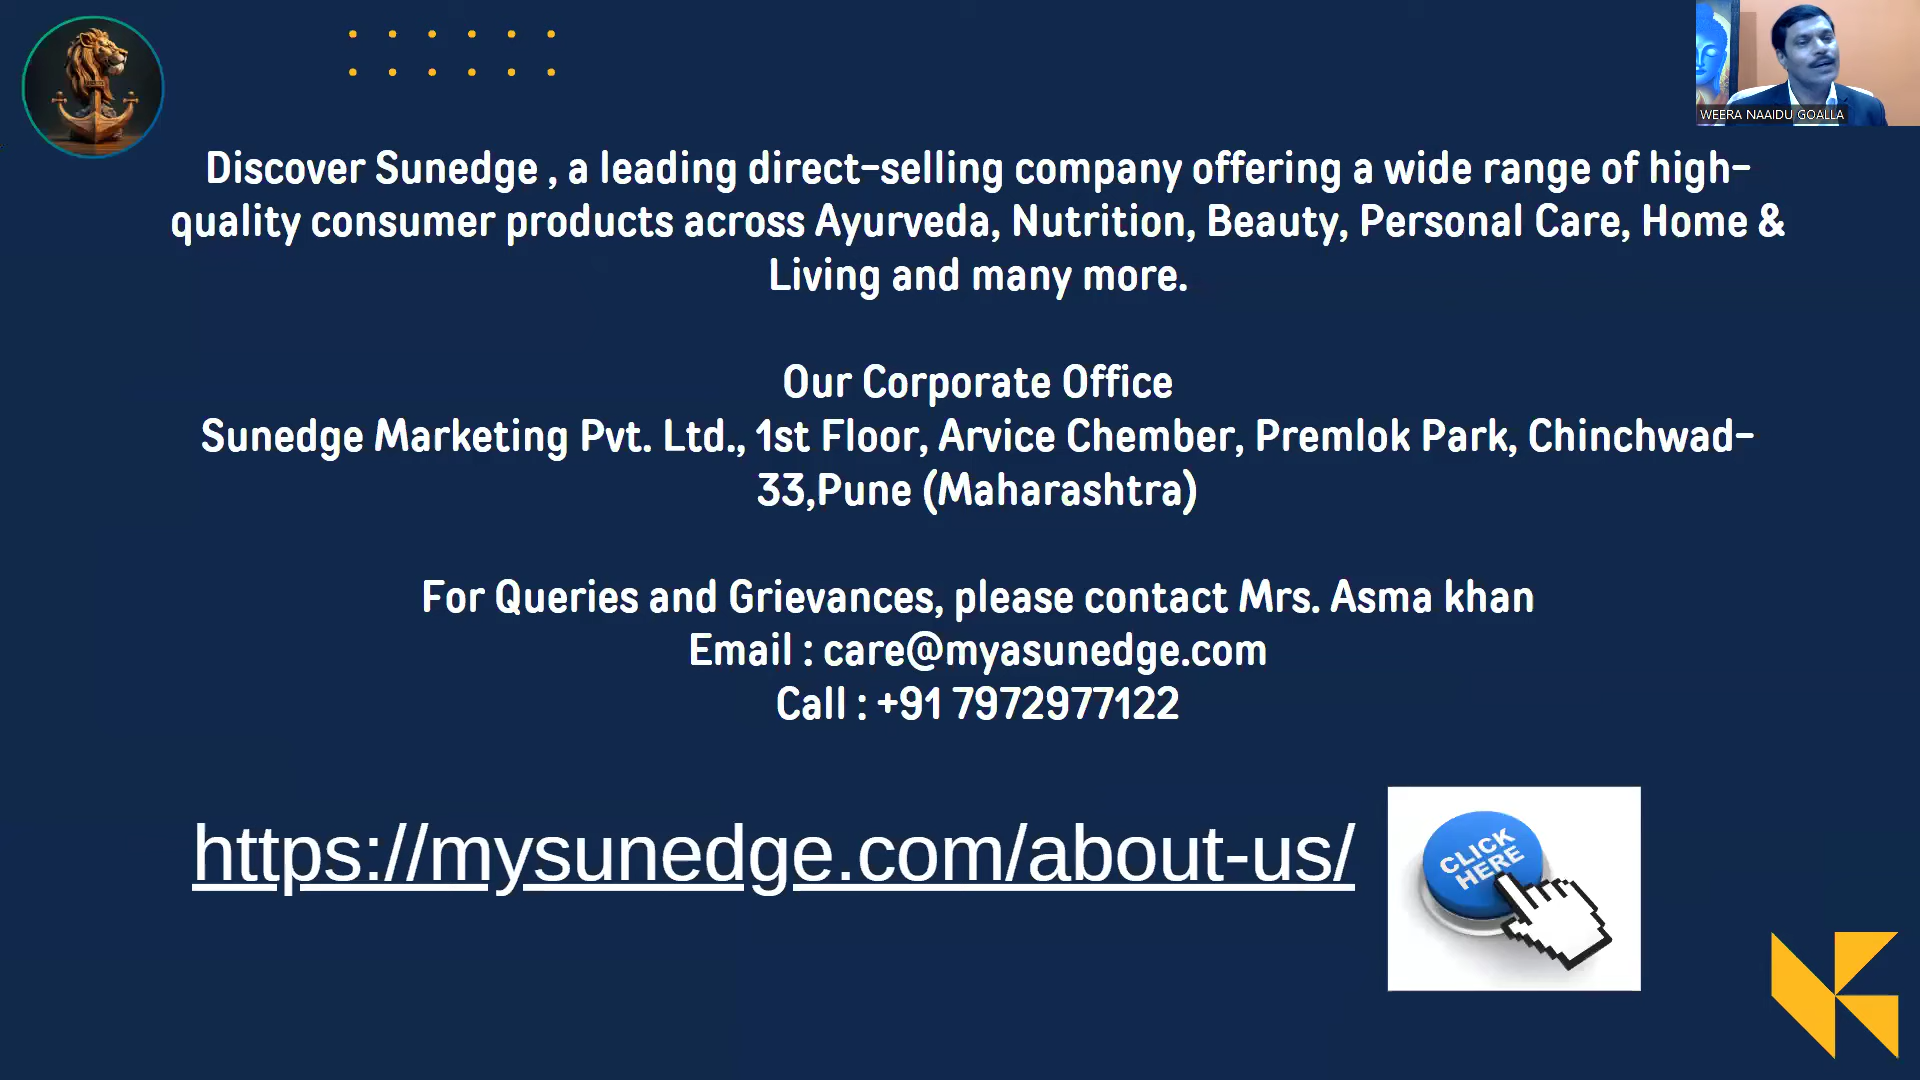 WEERA NAAIDU GOALLA
Discover Sunedge , a leading direct-selling company offering a wide range of high-
quality consumer products across Ayurveda, Nutrition, Beauty, Personal Care, Home &
Living and many more.
Our Corporate Office
Sunedge Marketing Pvt. Ltd., 1st Floor, Arvice Chember, Premlok Park, Chinchwad-
33,Pune (Maharashtra)
For Queries and Grievances, please contact Mrs. Asma khan
Email : care@myasunedge.com
Call : +91 7972977122
https://mysunedge.com/about-us/
CLICK
HERE